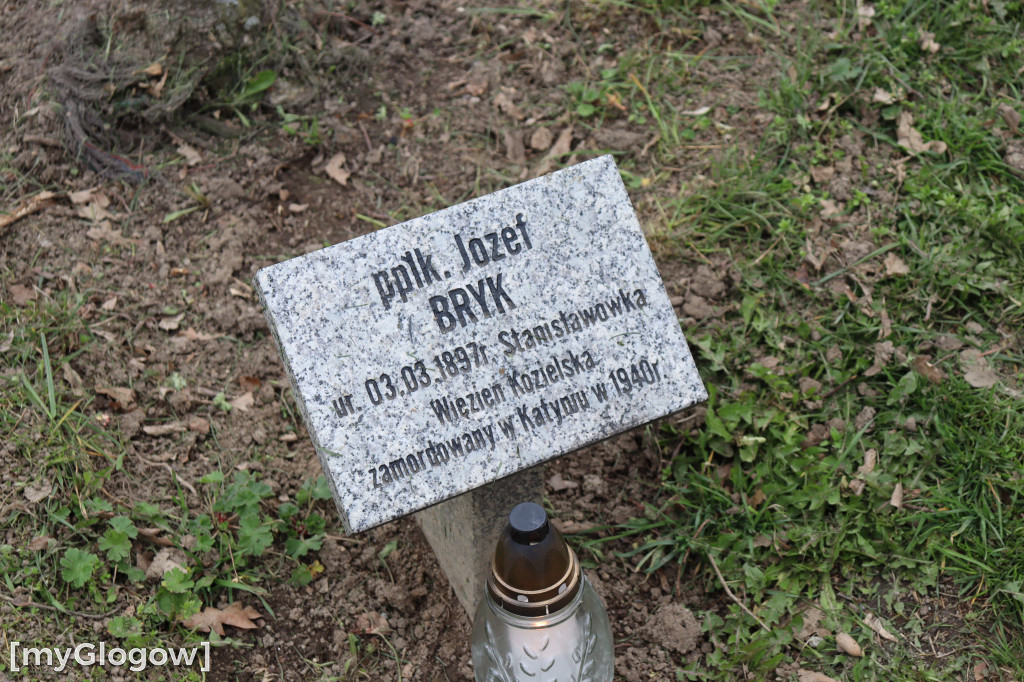 ppłk. Józef
BRYK
ur. 03.03.1897r. Stanisławówka
Więzień Kozielska
zamordowany w Katyniu w 1940r
[myGlogow]